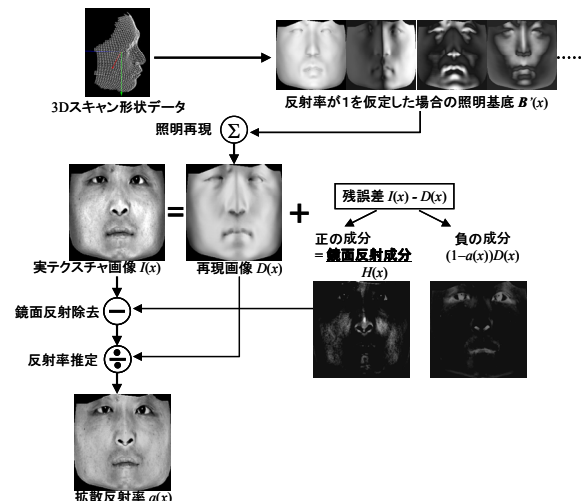 3Dスキャン形状データ
反射率が1を仮定した場合の照明基底 B'(x)
照明再現
Σ
=
+
残誤差 I(x) - D(x)
正の成分
=鏡面反射成分
H(x)
負の成分
(1–a(x))D(x)
実テクスチャ画像 I(x)
再現画像 D(x)
鏡面反射除去
−
反射率推定
÷
拡散反射率 a(x)